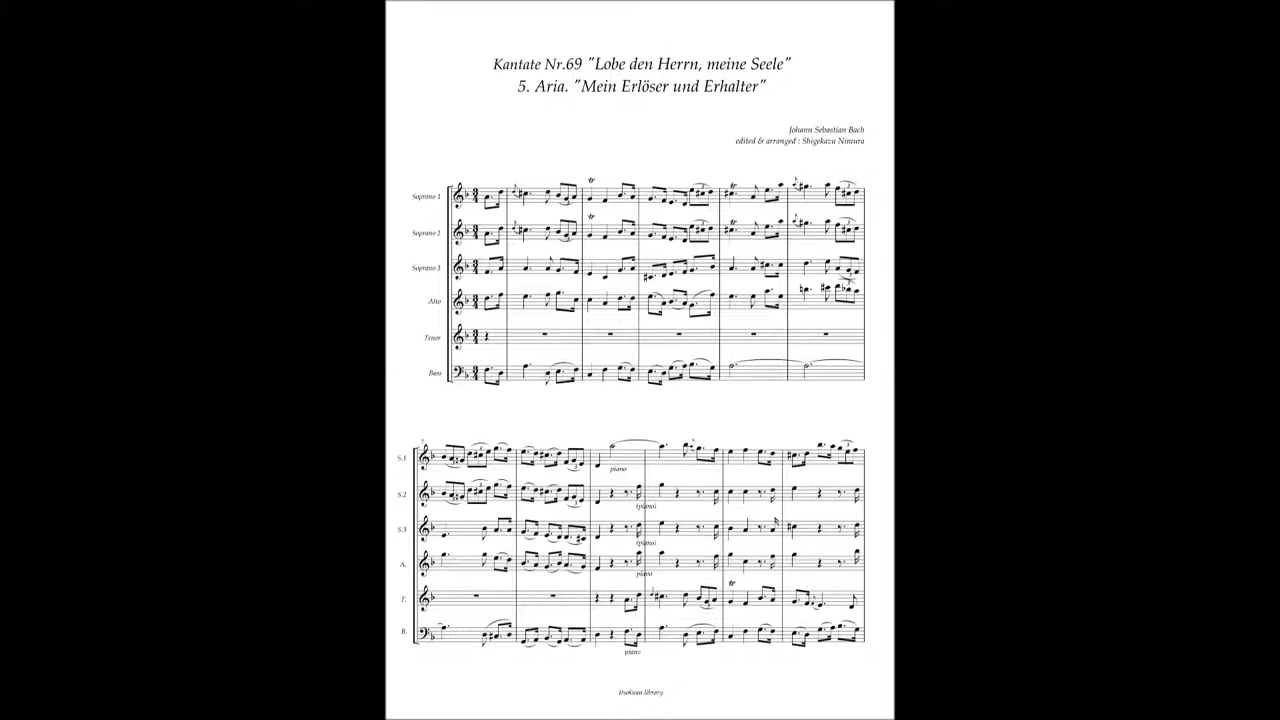 Kantate Nr.69 "Lobe den Herrn, meine Seele"
5. Aria. "Mein Erlöser und Erhalter"
Johann Sebastian Bach
edited & arranged : Shigekazu Nimura
Soprano 1
Soprano 2
Soprano 3
Alto
Tenor
Bass
7
S.1
piano
S.2
(piano)
S.3
(piano)
A.
piano
T.
B.
piano
tisokuan library